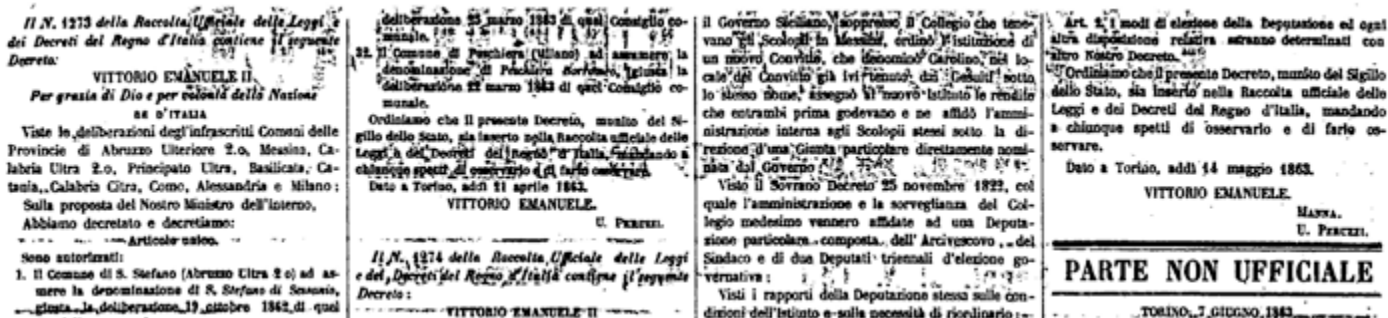 Il N. 1273 della Raccolta Ufficiale delle Leggi e
dei Decreti del Regno d'Italia contiene il seguente
Decreto:
VITTORIO EMANUELE II
Per grazia di Dio e per volontà della Nazione
RE D'ITALIA
Viste le deliberazioni degl'infrascritti Comuni delle
Provincie di Abruzzo Ulteriore 2.o, Messina, Ca-
labria Ultra 2.o, Principato Ultra, Basilicata, Ca-
tania, Calabria Citra, Como, Alessandria e Milano;
Sulla proposta del Nostro Ministro dell'interno,
Abbiamo decretato e decretiamo:
Articolo unico.
Sono autorizzati:
1. Il Comune di S. Stefano (Abruzzo Ultra 2 o) ad as-
mere la denominazione di S. Stefano di Sessanio,
giusta la deliberazione 19 ottobre 1862 di quel
deliberazione 23 marzo 1863 di quel Consiglio co-
munale.
32. Il Comune di Peschiera (Milano) ad assumere la
denominazione di Peschiera Borromeo, giusta la
deliberazione 22 marzo 1863 di quel Consiglio co-
munale.
Ordiniamo che il presente Decreto, munito del Si-
gillo dello Stato, sia inserto nella Raccolta ufficiale delle
Leggi e dei Decreti del Regno d'Italia, mandando a
chiunque spetti di osservarlo e di farlo osservare.
Dato a Torino, addì 21 aprile 1863.
VITTORIO EMANUELE.
U. PERUZZI.
Il N. 1274 della Raccolta Ufficiale delle Leggi
e dei Decreti del Regno d'Italia contiene il seguente
Decreto:
VITTORIO EMANUELE II
il Governo Siciliano, soppresso il Collegio che tene-
vano gli Scolopii in Messina, ordinò l'istituzione di
un nuovo Convitto, che denominò Carolino, nel lo-
cale del Convitto già ivi tenuto dai Gesuiti sotto
lo stesso nome, assegnò al nuovo Istituto le rendite
che entrambi prima godevano e ne affidò l'ammi-
nistrazione interna agli Scolopii stessi sotto la di-
rezione d'una Giunta particolare direttamente nomi-
nata dal Governo
Visto il Sovrano Decreto 25 novembre 1822, col
quale l'amministrazione e la sorveglianza del Col-
legio medesimo vennero affidate ad una Deputa-
zione particolare composta dell'Arcivescovo, del
Sindaco e di due Deputati triennali d'elezione go-
vernativa;
Visti i rapporti della Deputazione stessa sulle con-
dizioni dell'Istituto e sulla necessità di riordinarlo;
Art. 2. I modi di elezione della Deputazione ed ogni
altra disposizione relativa saranno determinati con
altro Nostro Decreto.
Ordiniamo che il presente Decreto, munito del Sigillo
dello Stato, sia inserto nella Raccolta ufficiale delle
Leggi e dei Decreti del Regno d'Italia, mandando
a chiunque spetti di osservarlo e di farlo os-
servare.
Dato a Torino, addì 14 maggio 1863.
VITTORIO EMANUELE.
MANNA.
U. PERUZZI.
PARTE NON UFFICIALE
TORINO, 7 GIUGNO 1863